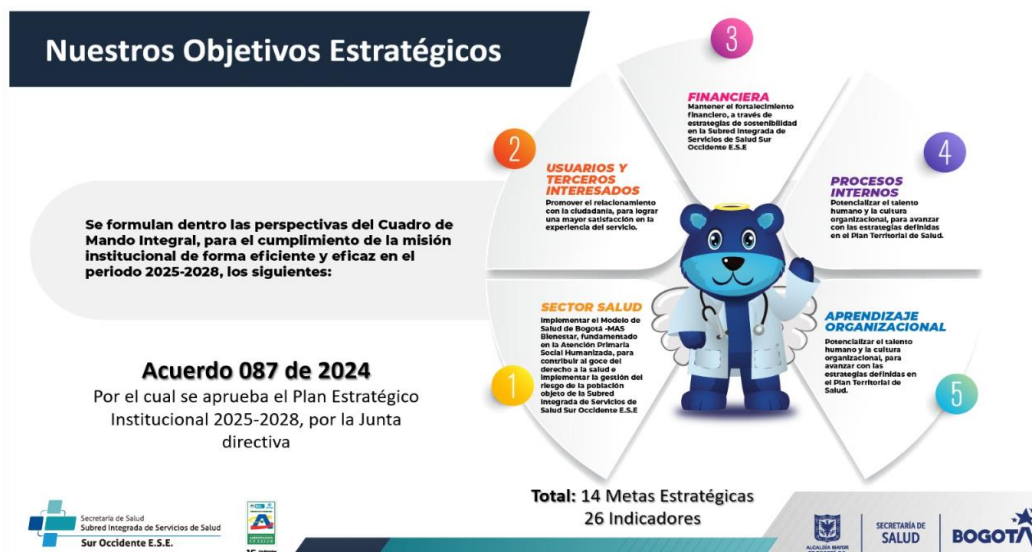 Nuestros Objetivos Estratégicos
Se formulan dentro las perspectivas del Cuadro de
Mando Integral, para el cumplimiento de la misión
institucional de forma eficiente y eficaz en el
periodo 2025-2028, los siguientes:
Acuerdo 087 de 2024
Por el cual se aprueba el Plan Estratégico
Institucional 2025-2028, por la Junta
directiva
1
SECTOR SALUD
Implementar el Modelo de
Salud de Bogotá -MAS
Bienestar, fundamentado
en la Atención Primaria
Social Humanizada, para
contribuir al goce del
derecho a la salud e
implementar la gestión del
riesgo de la población
objeto de la Subred
Integrada de Servicios de
Salud Sur Occidente E.S.E
2
USUARIOS Y
TERCEROS
INTERESADOS
Promover el relacionamiento
con la ciudadanía, para lograr
una mayor satisfacción en la
experiencia del servicio.
3
FINANCIERA
Mantener el fortalecimiento
financiero, a través de
estrategias de sostenibilidad
en la Subred Integrada de
Servicios de Salud Sur
Occidente E.S.E
4
PROCESOS
INTERNOS
Potencializar el talento
humano y la cultura
organizacional, para avanzar
con las estrategias definidas
en el Plan Territorial de Salud.
5
APRENDIZAJE
ORGANIZACIONAL
Potencializar el talento
humano y la cultura
organizacional, para
avanzar con las
estrategias definidas en
el Plan Territorial de
Salud.
Total: 14 Metas Estratégicas
26 Indicadores
Secretaría de Salud
Subred Integrada de Servicios de Salud
Sur Occidente E.S.E.
ALCALDÍA MAYOR
SECRETARÍA DE
SALUD
BOGOTÁ